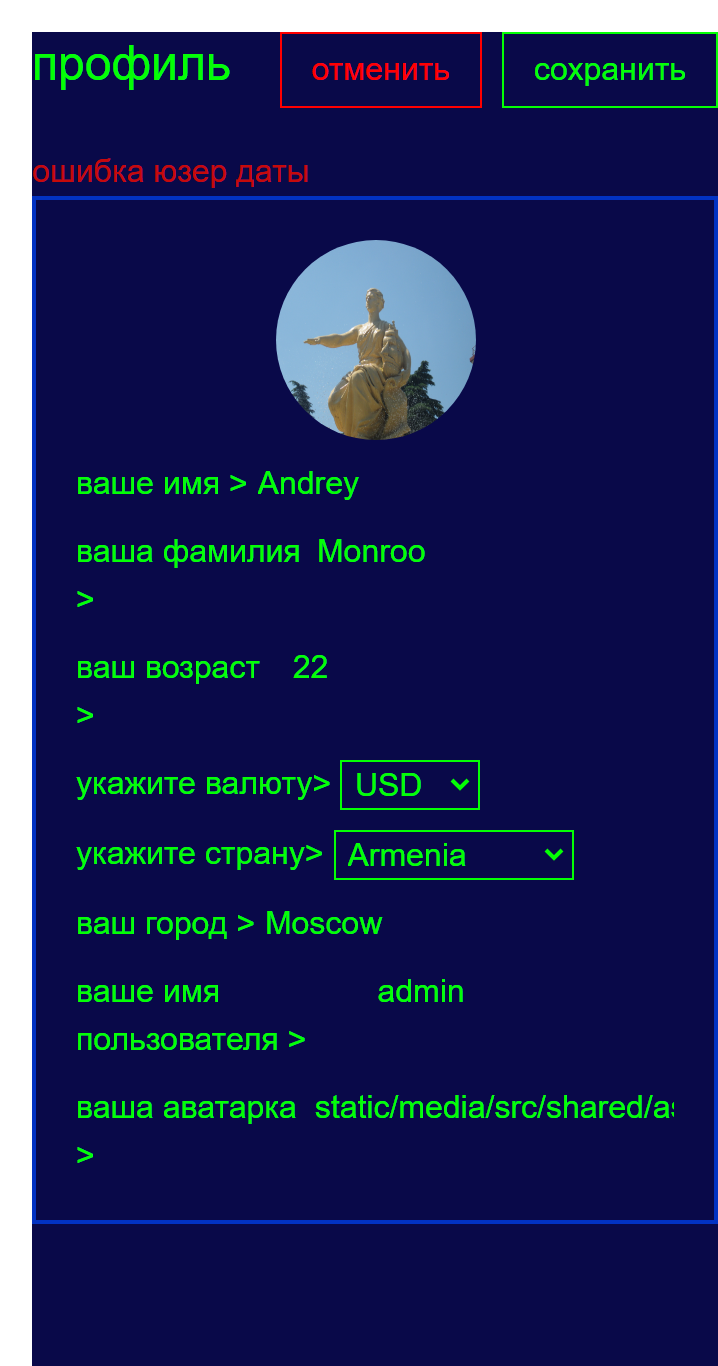 профиль отменить сохранить
ошибка юзер даты
ваше имя > Andrey
ваша фамилия Monroo
>
ваш возраст 22
>
укажите валюту> USD
укажите страну> Armenia
ваш город > Moscow
ваше имя admin
пользователя >
ваша аватарка static/media/src/shared/as
>